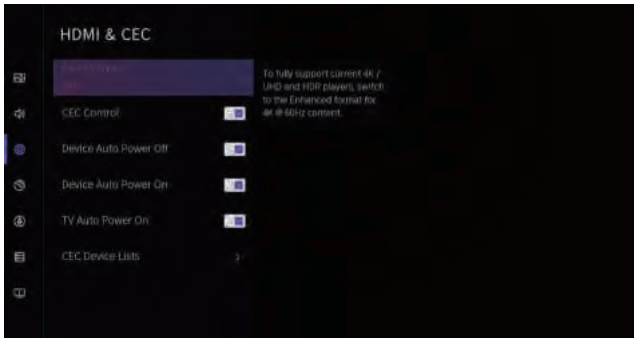 HDMI & CEC
To fully support current 4K /
UHD and HDR players, switch
to the Enhanced format for
4K @ 60Hz content.
CEC Control
Device Auto Power Off
Device Auto Power On
TV Auto Power On
CEC Device Lists